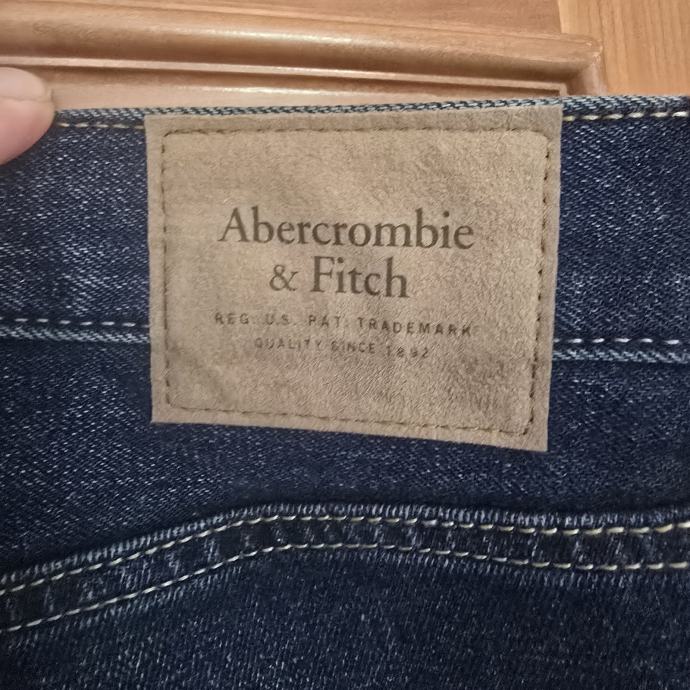 Abercrombie
& Fitch
REG. U.S. PAT. TRADEMARK
QUALITY SINCE 1892